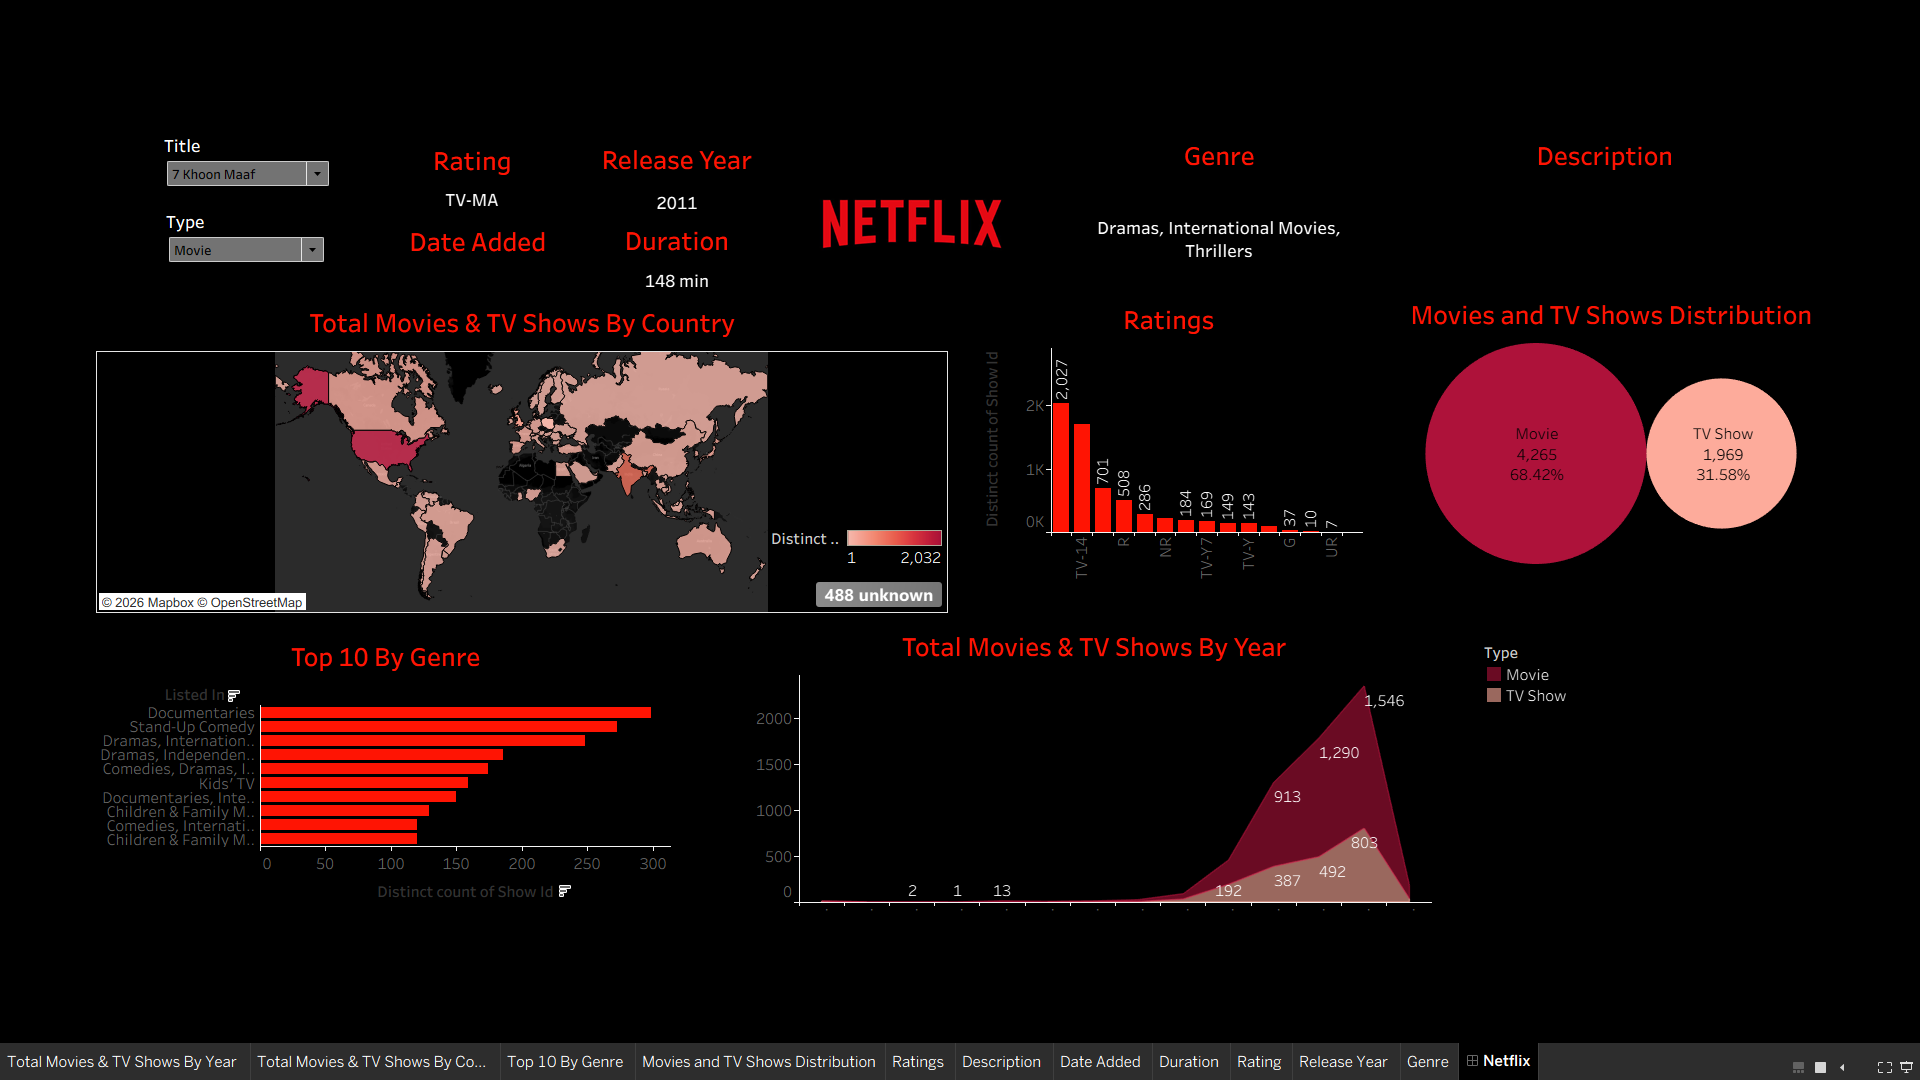 Title
7 Khoon Maaf
Type
Movie
Rating
TV-MA
Date Added
Release Year
2011
Duration
148 min
NETFLIX
Genre
Dramas, International Movies,
Thrillers
Description
Total Movies & TV Shows By Country
Distinct ..
1 2,032
488 unknown
© 2026 Mapbox © OpenStreetMap
Ratings
Distinct count of Show Id
2K
1K
0K
2,027
701
508
286
184
169
149
143
37
10
7
TV-14
R
NR
TV-Y7
TV-Y
G
UR
Movies and TV Shows Distribution
Movie
4,265
68.42%
TV Show
1,969
31.58%
Top 10 By Genre
Listed In
Documentaries
Stand-Up Comedy
Dramas, Internation..
Dramas, Independen..
Comedies, Dramas, I..
Kids' TV
Documentaries, Inte..
Children & Family M..
Comedies, Internati..
Children & Family M..
0 50 100 150 200 250 300
Distinct count of Show Id
Total Movies & TV Shows By Year
2000
1500
1000
500
0
2 1 13
192
387
492
803
913
1,290
1,546
Type
Movie
TV Show
Total Movies & TV Shows By Year
Total Movies & TV Shows By Co...
Top 10 By Genre
Movies and TV Shows Distribution
Ratings
Description
Date Added
Duration
Rating
Release Year
Genre
Netflix